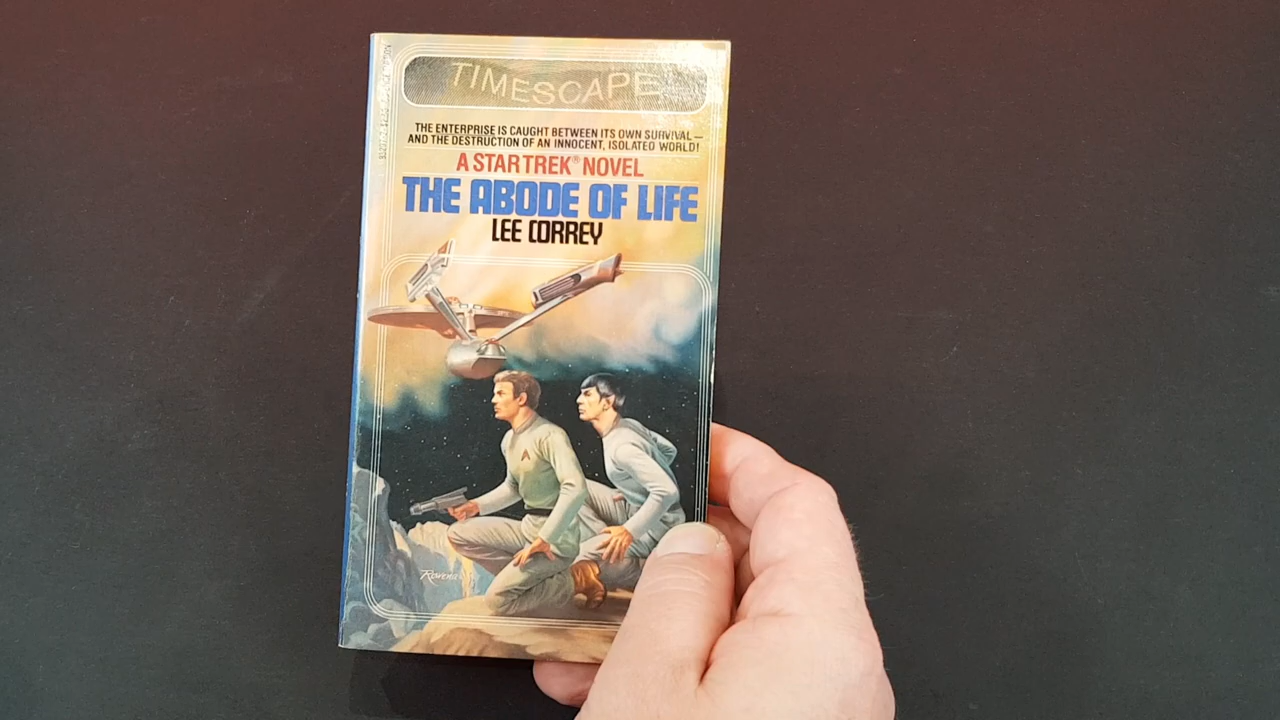 TIMESCAPE
THE ENTERPRISE IS CAUGHT BETWEEN ITS OWN SURVIVAL—
AND THE DESTRUCTION OF AN INNOCENT, ISOLATED WORLD!
A STAR TREK® NOVEL
THE ABODE OF LIFE
LEE CORREY
Rowena